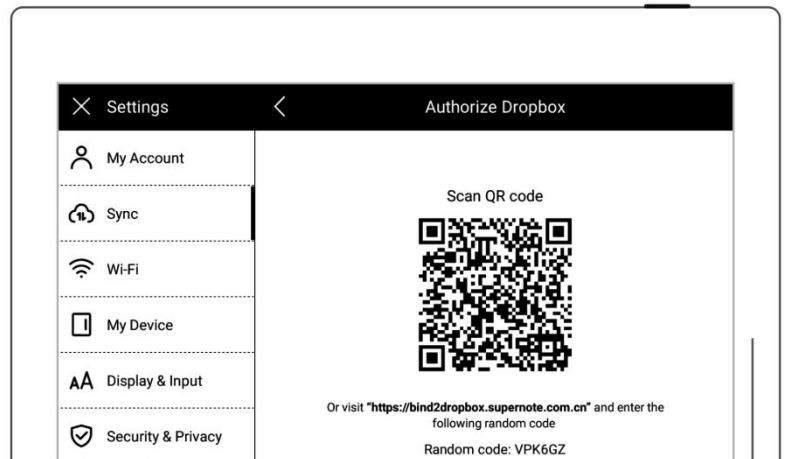 Settings
Authorize Dropbox
My Account
Sync
Wi-Fi
My Device
Display & Input
Security & Privacy
Scan QR code
Or visit "https://bind2dropbox.supernote.com.cn" and enter the
following random code
Random code: VPK6GZ